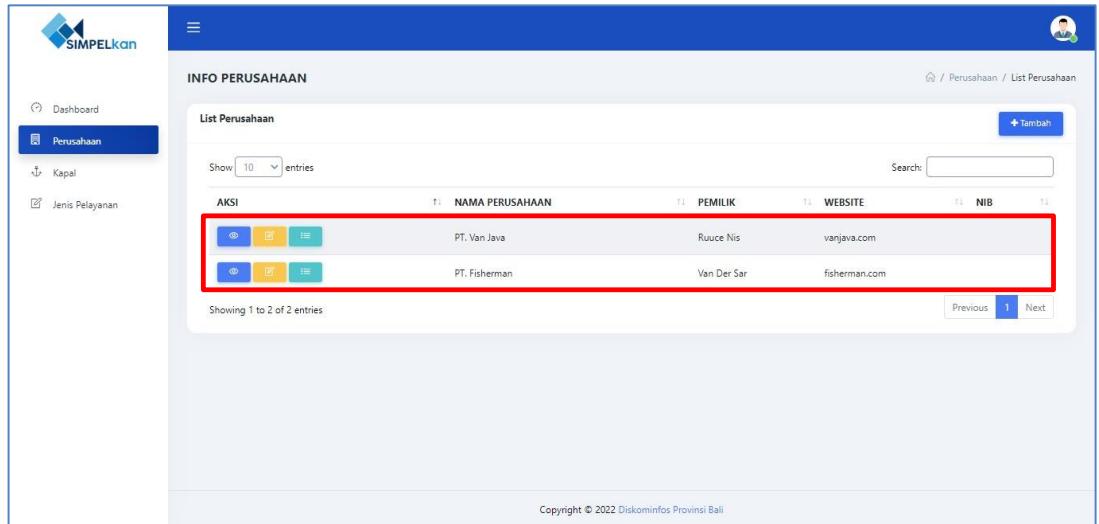 SIMPELkan
INFO PERUSAHAAN
/ Perusahaan / List Perusahaan
Dashboard
Perusahaan
Kapal
Jenis Pelayanan
List Perusahaan
+ Tambah
Show 10 entries
Search:
AKSI NAMA PERUSAHAAN PEMILIK WEBSITE NIB
PT. Van Java Ruuce Nis vanjava.com
PT. Fisherman Van Der Sar fisherman.com
Showing 1 to 2 of 2 entries
Previous 1 Next
Copyright © 2022 Diskominfos Provinsi Bali